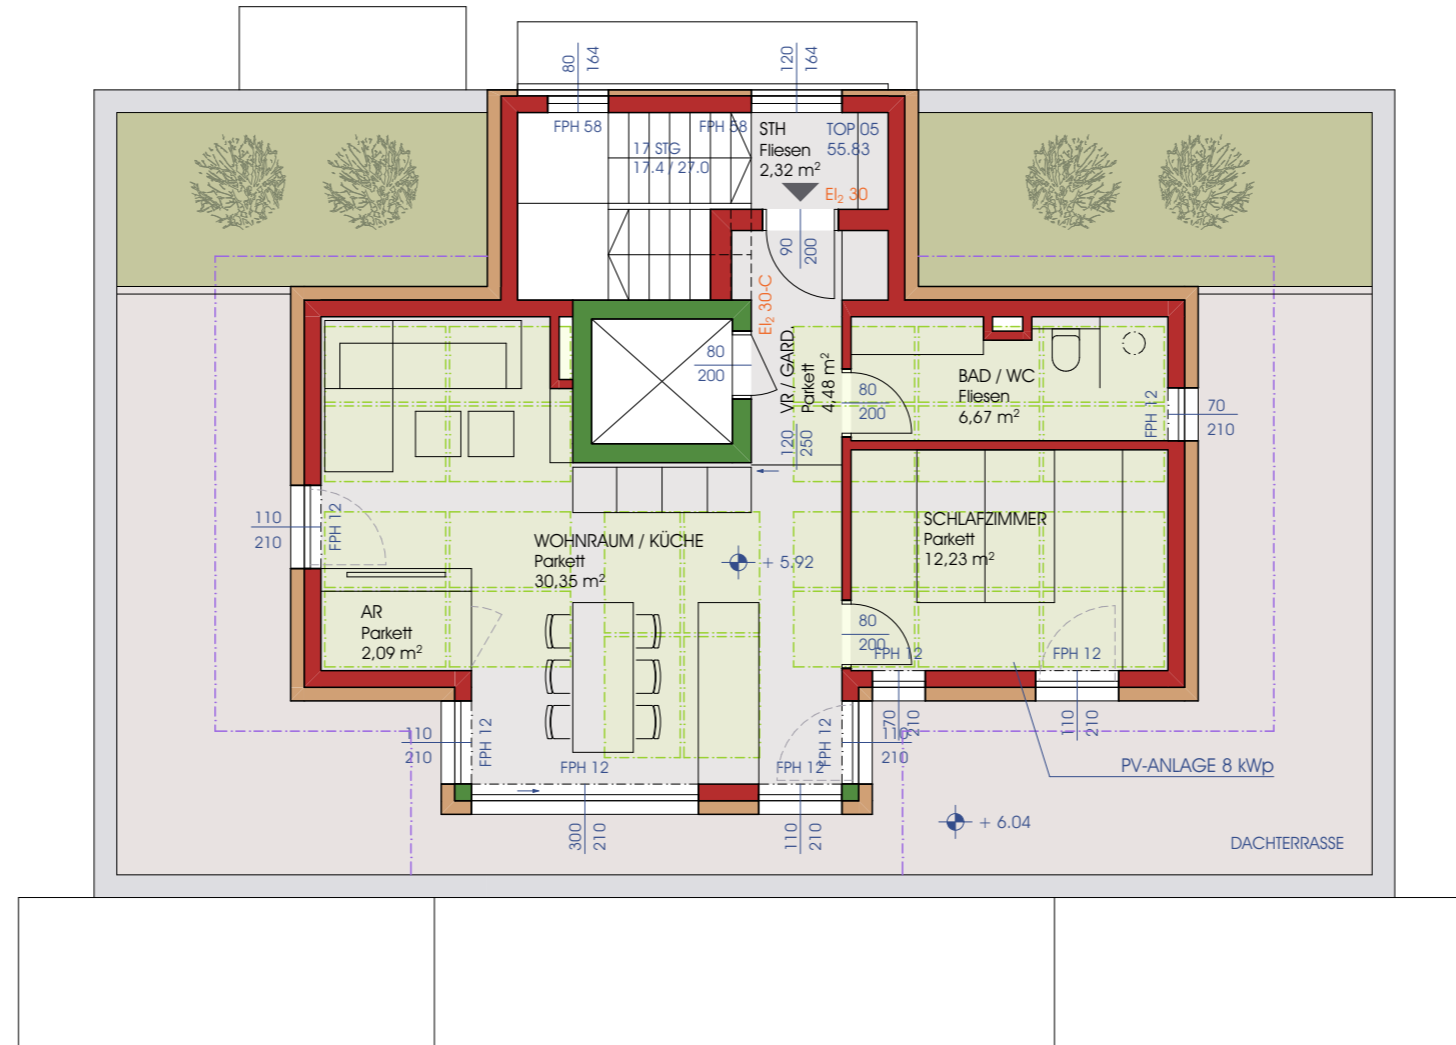 80
164
120
164
FPH 58
FPH 58
STH
Fliesen
2,32 m²
TOP 05
55.83
17 STG
17.4 / 27.0
EI₂ 30
90
200
EI₂ 30-C
80
200
VR / GARD.
Parkett
4,48 m²
120
250
80
200
BAD / WC
Fliesen
6,67 m²
FPH 12
70
210
110
210
FPH 12
WOHNRAUM / KÜCHE
Parkett
30,35 m²
+ 5.92
SCHLAFZIMMER
Parkett
12,23 m²
AR
Parkett
2,09 m²
80
200
FPH 12
FPH 12
110
210
FPH 12
FPH 12
FPH 12
FPH 12
110
210
70
210
110
210
PV-ANLAGE 8 kWp
300
210
110
210
+ 6.04
DACHTERRASSE